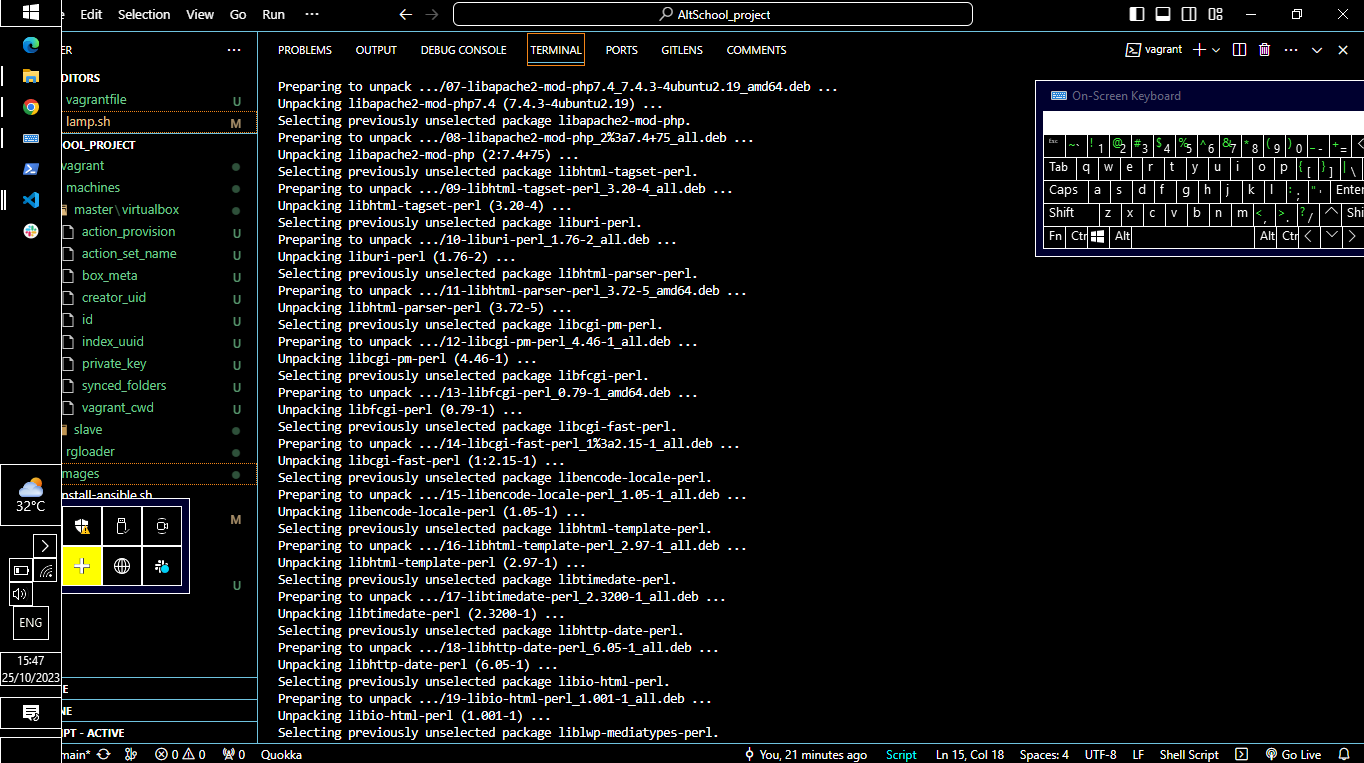 Edit Selection View Go Run ···
AltSchool_project
ER ···
DITORS
vagrantfile U
lamp.sh M
OOL_PROJECT
vagrant
machines
master\virtualbox
action_provision U
action_set_name U
box_meta U
creator_uid U
id U
index_uuid U
private_key U
synced_folders U
vagrant_cwd U
slave
rgloader
mages
nstall-ansible.sh
M
U
E
NE
PT - ACTIVE
32°C
ENG
15:47
25/10/2023
PROBLEMS OUTPUT DEBUG CONSOLE TERMINAL PORTS GITLENS COMMENTS
vagrant
Preparing to unpack .../07-libapache2-mod-php7.4_7.4.3-4ubuntu2.19_amd64.deb ...
Unpacking libapache2-mod-php7.4 (7.4.3-4ubuntu2.19) ...
Selecting previously unselected package libapache2-mod-php.
Preparing to unpack .../08-libapache2-mod-php_2%3a7.4+75_all.deb ...
Unpacking libapache2-mod-php (2:7.4+75) ...
Selecting previously unselected package libhtml-tagset-perl.
Preparing to unpack .../09-libhtml-tagset-perl_3.20-4_all.deb ...
Unpacking libhtml-tagset-perl (3.20-4) ...
Selecting previously unselected package liburi-perl.
Preparing to unpack .../10-liburi-perl_1.76-2_all.deb ...
Unpacking liburi-perl (1.76-2) ...
Selecting previously unselected package libhtml-parser-perl.
Preparing to unpack .../11-libhtml-parser-perl_3.72-5_amd64.deb ...
Unpacking libhtml-parser-perl (3.72-5) ...
Selecting previously unselected package libcgi-pm-perl.
Preparing to unpack .../12-libcgi-pm-perl_4.46-1_all.deb ...
Unpacking libcgi-pm-perl (4.46-1) ...
Selecting previously unselected package libfcgi-perl.
Preparing to unpack .../13-libfcgi-perl_0.79-1_amd64.deb ...
Unpacking libfcgi-perl (0.79-1) ...
Selecting previously unselected package libcgi-fast-perl.
Preparing to unpack .../14-libcgi-fast-perl_1%3a2.15-1_all.deb ...
Unpacking libcgi-fast-perl (1:2.15-1) ...
Selecting previously unselected package libencode-locale-perl.
Preparing to unpack .../15-libencode-locale-perl_1.05-1_all.deb ...
Unpacking libencode-locale-perl (1.05-1) ...
Selecting previously unselected package libhtml-template-perl.
Preparing to unpack .../16-libhtml-template-perl_2.97-1_all.deb ...
Unpacking libhtml-template-perl (2.97-1) ...
Selecting previously unselected package libtimedate-perl.
Preparing to unpack .../17-libtimedate-perl_2.3200-1_all.deb ...
Unpacking libtimedate-perl (2.3200-1) ...
Selecting previously unselected package libhttp-date-perl.
Preparing to unpack .../18-libhttp-date-perl_6.05-1_all.deb ...
Unpacking libhttp-date-perl (6.05-1) ...
Selecting previously unselected package libio-html-perl.
Preparing to unpack .../19-libio-html-perl_1.001-1_all.deb ...
Unpacking libio-html-perl (1.001-1) ...
Selecting previously unselected package liblwp-mediatypes-perl.
On-Screen Keyboard
Esc ~ ` ! 1 @ 2 # 3 $ 4 % 5 ^ 6 & 7 * 8 ( 9 ) 0 _ - + =
Tab q w e r t y u i o p { [ } ] | \
Caps a s d f g h j k l : ; " ' Enter
Shift z x c v b n m < , > . ? / Shi
Fn Ctr Alt Alt Ctr
main* 0 0 0 Quokka You, 21 minutes ago Script Ln 15, Col 18 Spaces: 4 UTF-8 LF Shell Script Go Live